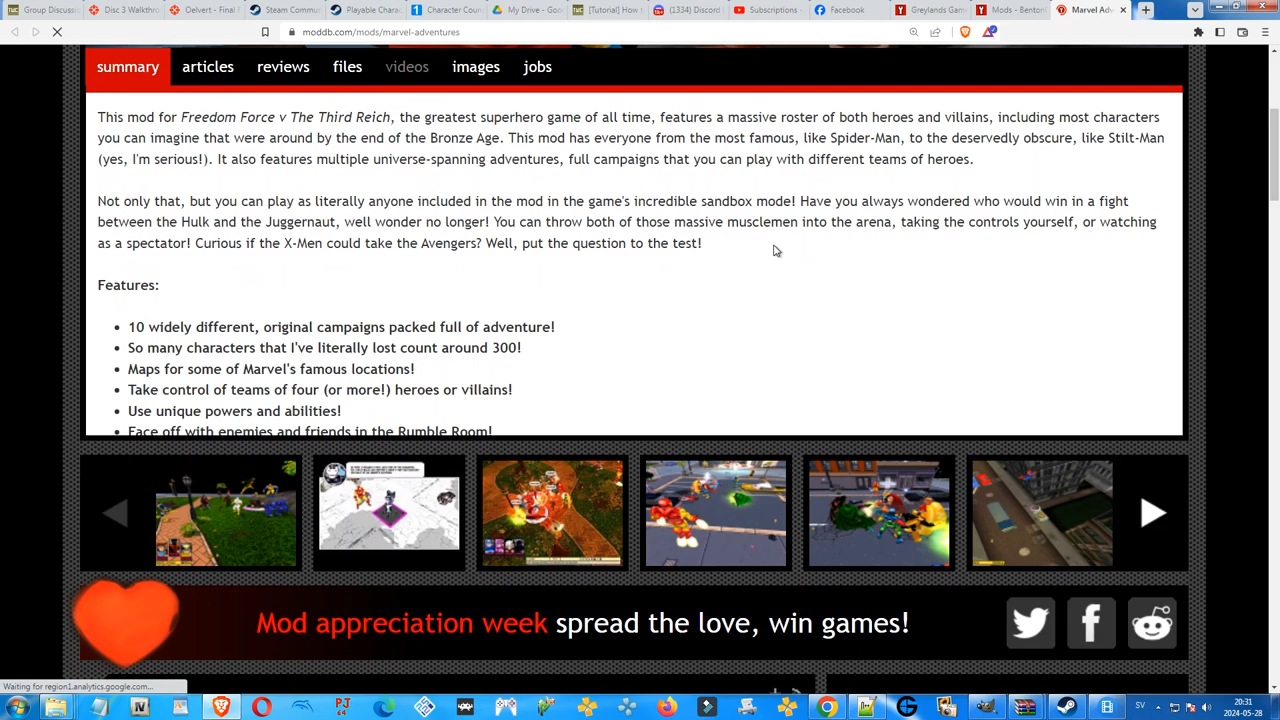 Group Discussi
Disc 3 Walkthro
Oelvert - Final
Steam Commun
Playable Charac
Character Coun
My Drive - Goo
[Tutorial] How
(1334) Discord
Subscriptions -
Facebook
Greylands Gam
Mods - Benton
Marvel Adv
moddb.com/mods/marvel-adventures
summary articles reviews files videos images jobs
This mod for Freedom Force v The Third Reich, the greatest superhero game of all time, features a massive roster of both heroes and villains, including most characters
you can imagine that were around by the end of the Bronze Age. This mod has everyone from the most famous, like Spider-Man, to the deservedly obscure, like Stilt-Man
(yes, I'm serious!). It also features multiple universe-spanning adventures, full campaigns that you can play with different teams of heroes.
Not only that, but you can play as literally anyone included in the mod in the game's incredible sandbox mode! Have you always wondered who would win in a fight
between the Hulk and the Juggernaut, well wonder no longer! You can throw both of those massive musclemen into the arena, taking the controls yourself, or watching
as a spectator! Curious if the X-Men could take the Avengers? Well, put the question to the test!
Features:
• 10 widely different, original campaigns packed full of adventure!
• So many characters that I've literally lost count around 300!
• Maps for some of Marvel's famous locations!
• Take control of teams of four (or more!) heroes or villains!
• Use unique powers and abilities!
• Face off with enemies and friends in the Rumble Room!
Mod appreciation week spread the love, win games!
Waiting for region1.analytics.google.com...
SV
20:31
2024-05-28